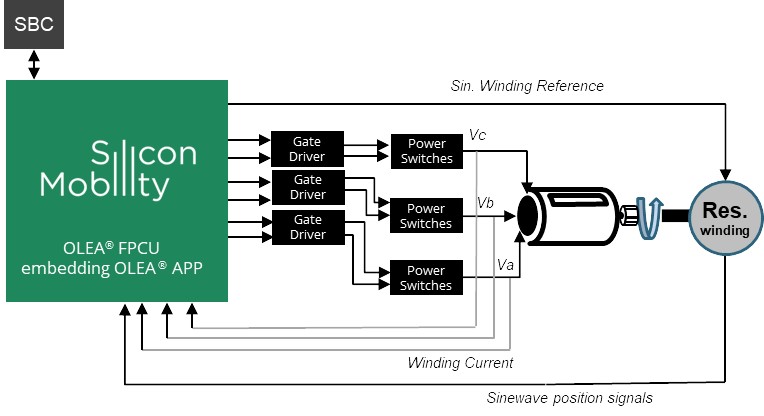 SBC
Sin. Winding Reference
Silicon
Mobility
OLEA® FPCU
embedding OLEA® APP
Gate
Driver
Power
Switches
Vc
Gate
Driver
Power
Switches
Vb
Gate
Driver
Power
Switches
Va
Res.
winding
Winding Current
Sinewave position signals